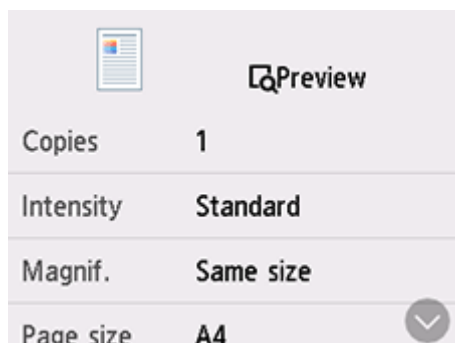 Preview
Copies 1
Intensity Standard
Magnif. Same size
Page size A4